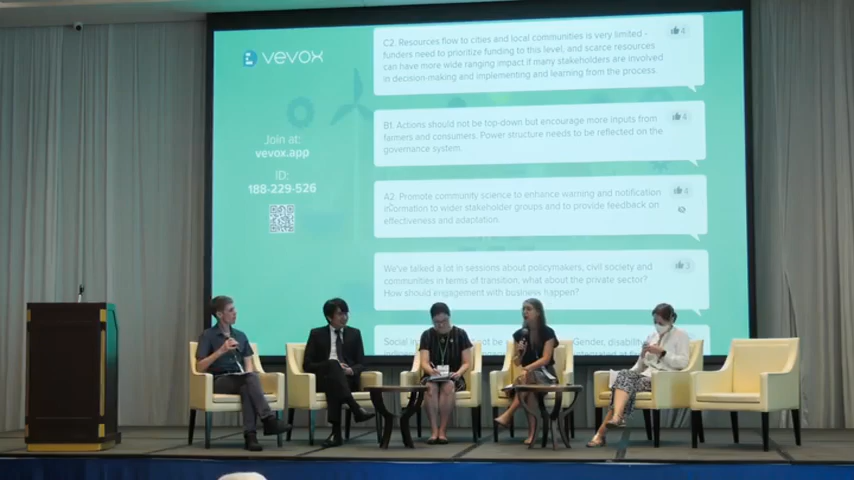 vevox
Join at:
vevox.app
ID:
188-229-526
C2. Resources flow to cities and local communities is very limited -
funders need to prioritize funding to this level, and scarce resources
can have more wide ranging impact if many stakeholders are involved
in decision-making and implementing and learning from the process.
4
B1. Actions should not be top-down but encourage more inputs from
farmers and consumers. Power structure needs to be reflected on the
governance system.
4
A2. Promote community science to enhance warning and notification
information to wider stakeholder groups and to provide feedback on
effectiveness and adaptation.
4
We've talked a lot in sessions about policymakers, civil society and
communities in terms of transition, what about the private sector?
How should engagement with business happen?
3
Social
Gender,